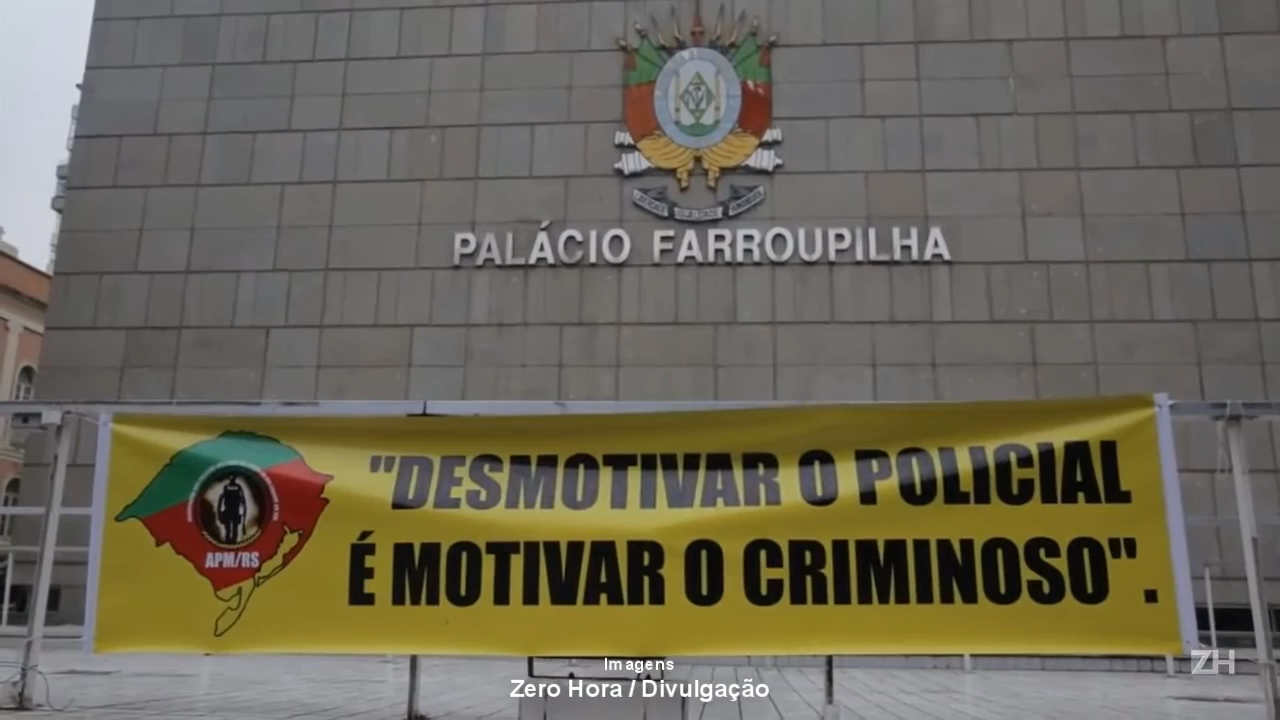 PALÁCIO FARROUPILHA
"DESMOTIVAR O POLICIAL
É MOTIVAR O CRIMINOSO".
APM/RS
Imagens
Zero Hora / Divulgação
ZH